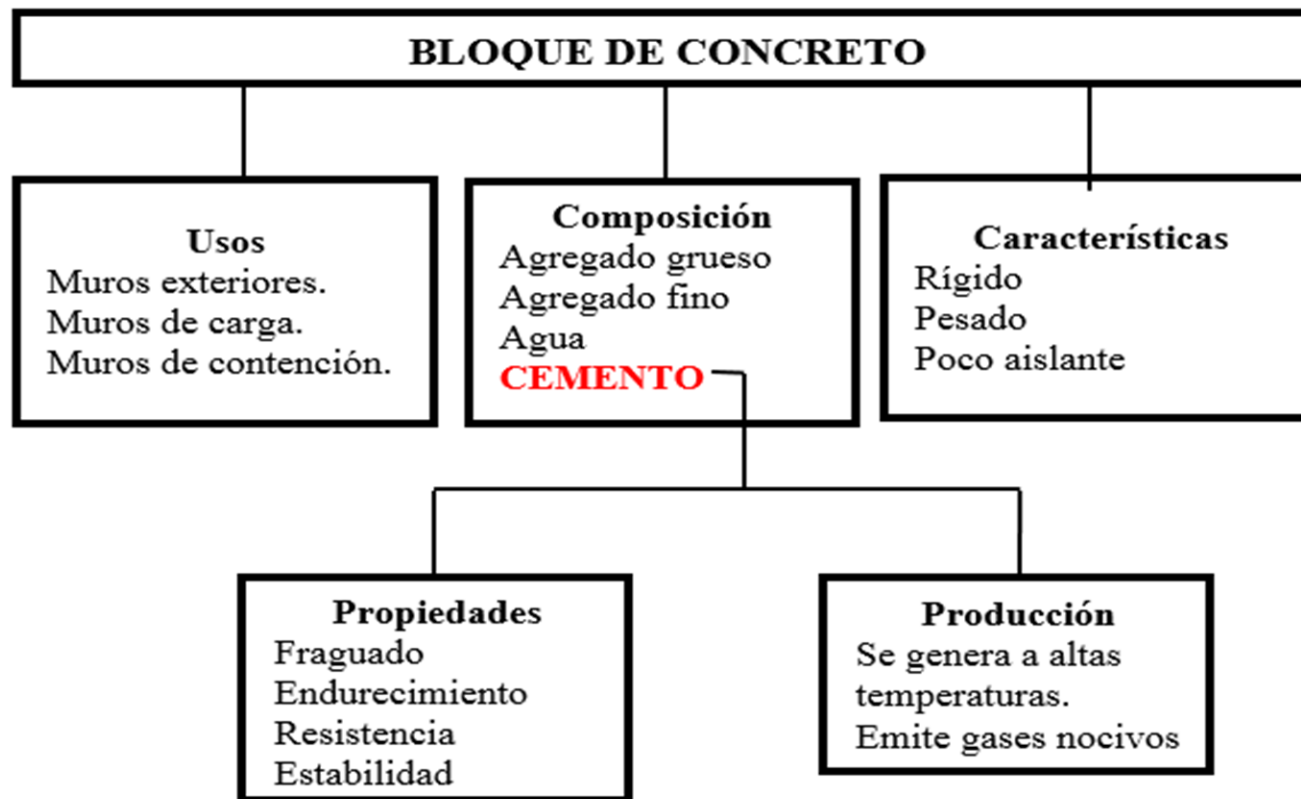 BLOQUE DE CONCRETO
Usos
Muros exteriores.
Muros de carga.
Muros de contención.
Composición
Agregado grueso
Agregado fino
Agua
CEMENTO
Características
Rígido
Pesado
Poco aislante
Propiedades
Fraguado
Endurecimiento
Resistencia
Estabilidad
Producción
Se genera a altas
temperaturas.
Emite gases nocivos